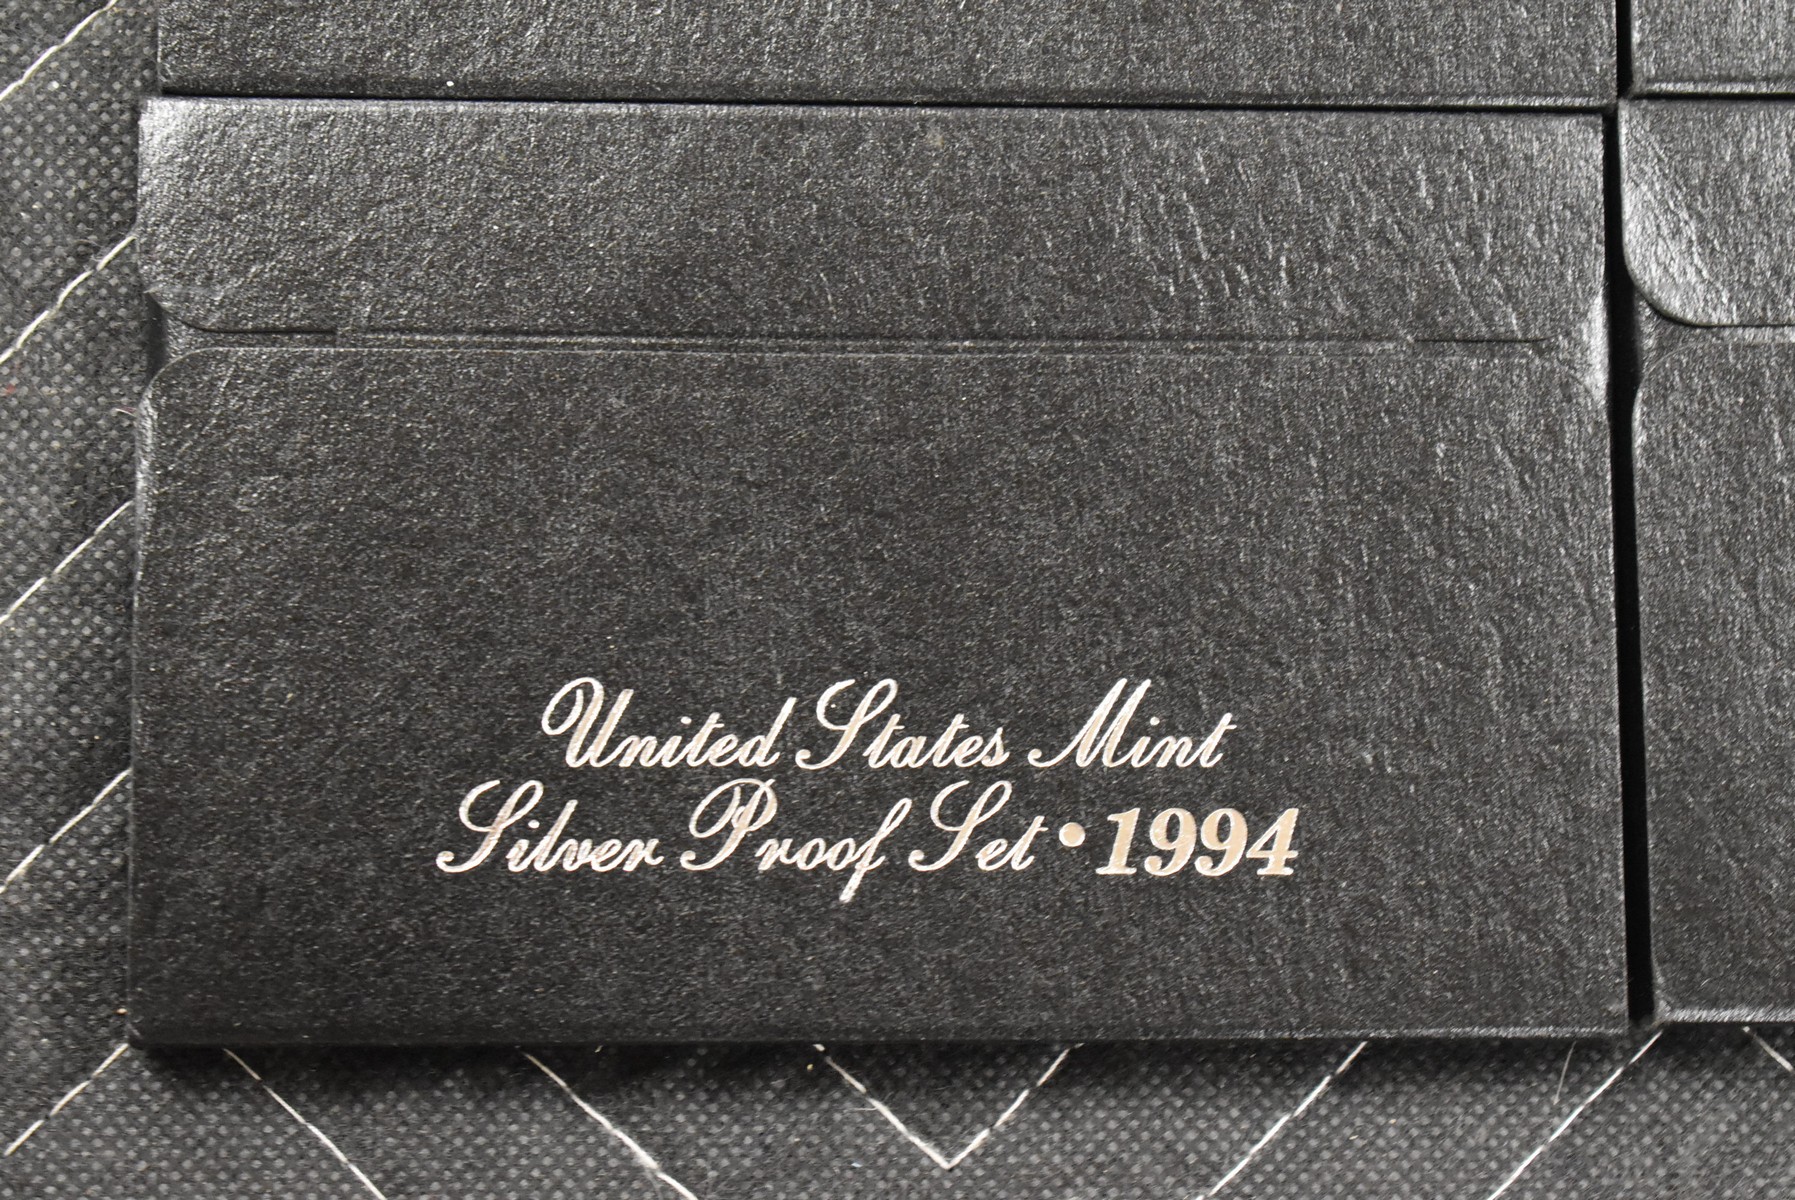 United States Mint
Silver Proof Set • 1994